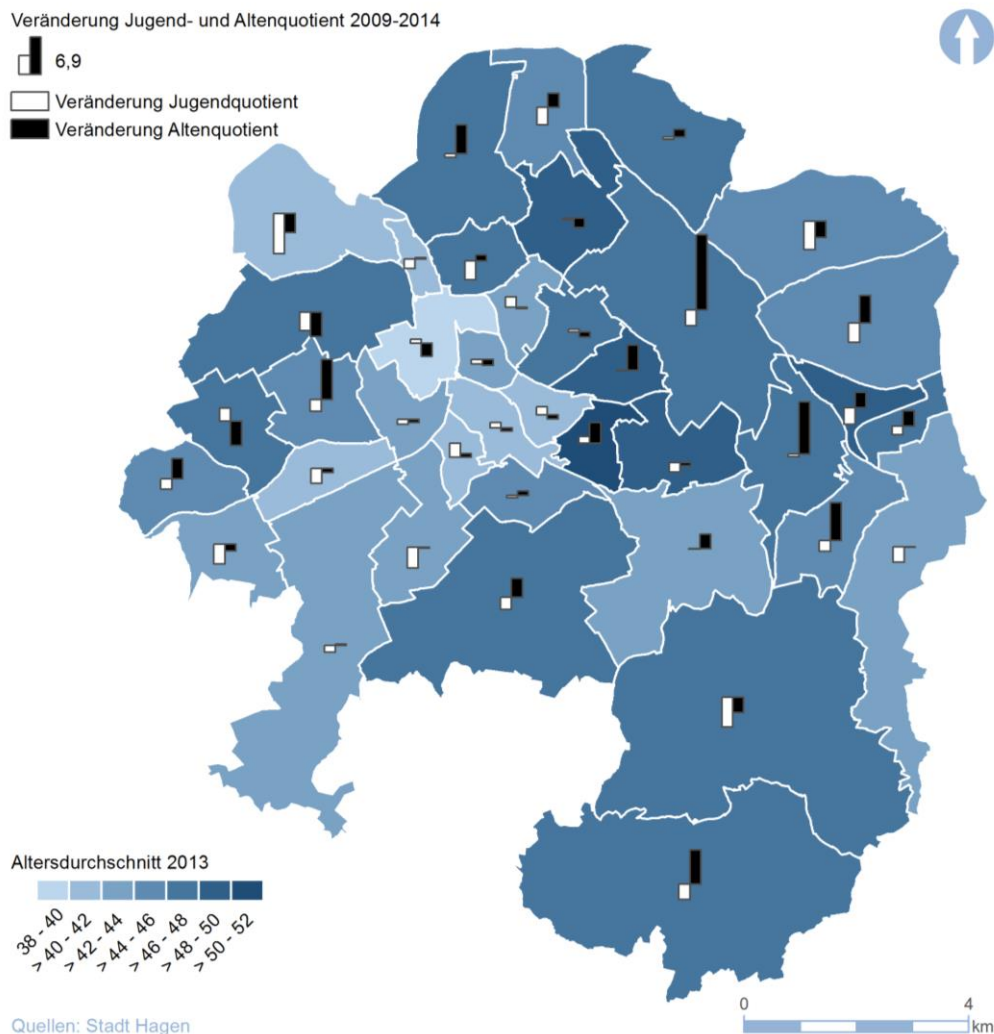 Veränderung Jugend- und Altenquotient 2009-2014
6,9
Veränderung Jugendquotient
Veränderung Altenquotient
Altersdurchschnitt 2013
38 - 40
> 40 - 42
> 42 - 44
> 44 - 46
> 46 - 48
> 48 - 50
> 50 - 52
Quellen: Stadt Hagen
0 4
km